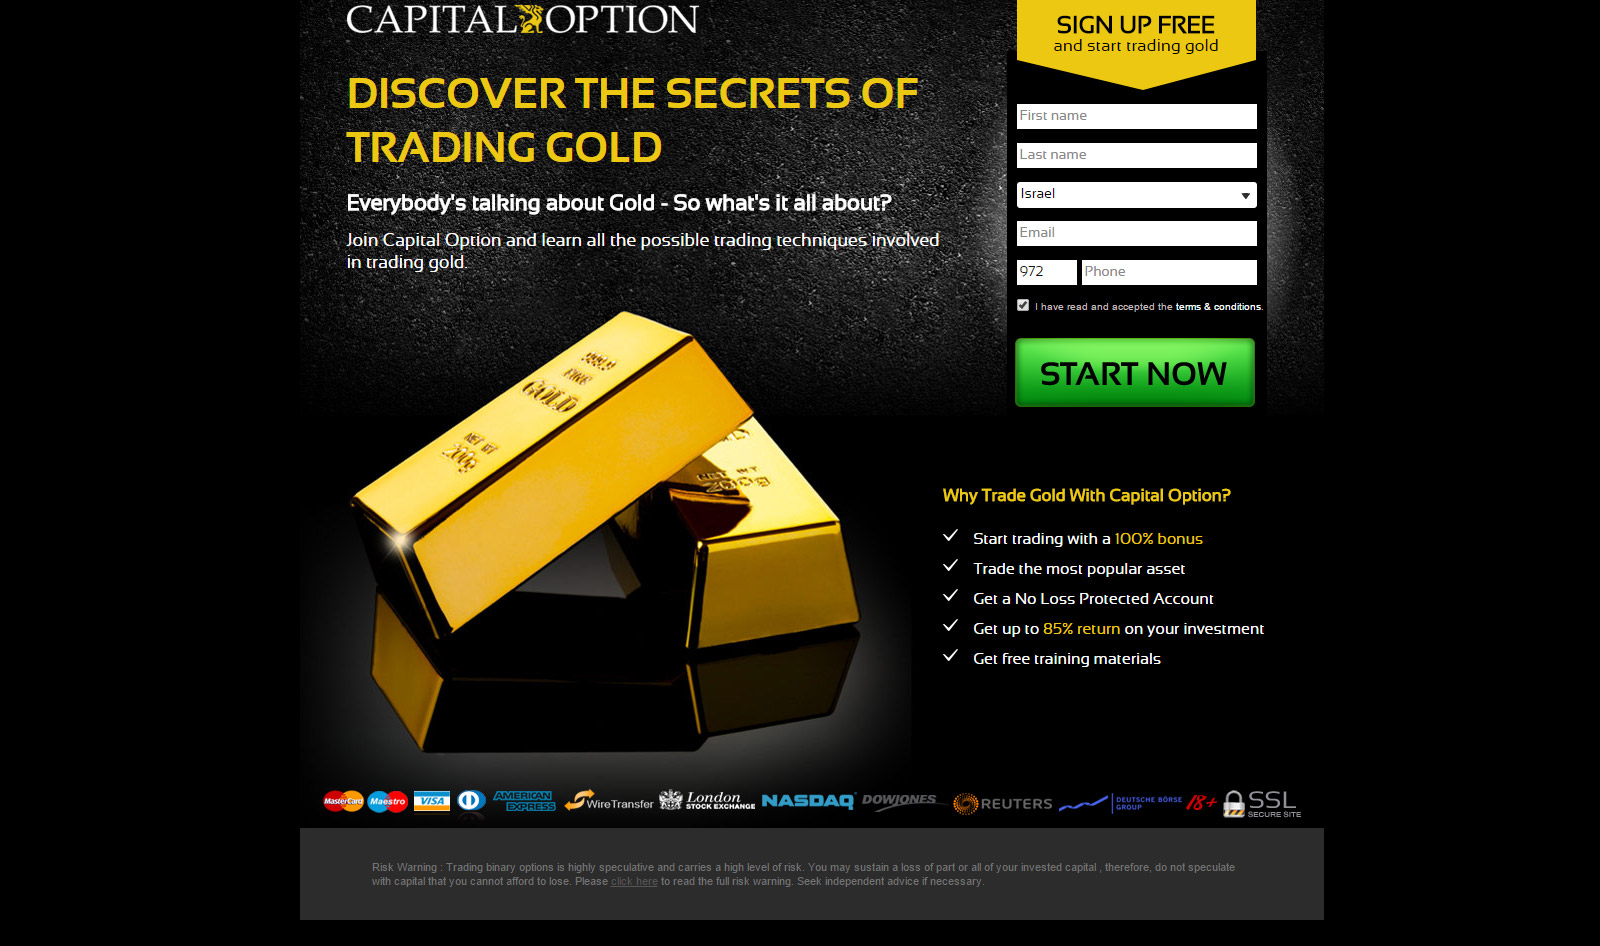 CAPITAL OPTION
DISCOVER THE SECRETS OF
TRADING GOLD
Everybody's talking about Gold - So what's it all about?
Join Capital Option and learn all the possible trading techniques involved
in trading gold.
SIGN UP FREE
and start trading gold
First name
Last name
Israel
Email
972 Phone
I have read and accepted the terms & conditions.
START NOW
FINE
GOLD
NET WT
200g
NET WT
200g
Why Trade Gold With Capital Option?
Start trading with a 100% bonus
Trade the most popular asset
Get a No Loss Protected Account
Get up to 85% return on your investment
Get free training materials
MasterCard Maestro VISA AMERICAN EXPRESS WireTransfer London STOCK EXCHANGE NASDAQ DOWJONES REUTERS DEUTSCHE BÖRSE GROUP 18+ SSL SECURE SITE
Risk Warning : Trading binary options is highly speculative and carries a high level of risk. You may sustain a loss of part or all of your invested capital , therefore, do not speculate
with capital that you cannot afford to lose. Please click here to read the full risk warning. Seek independent advice if necessary.